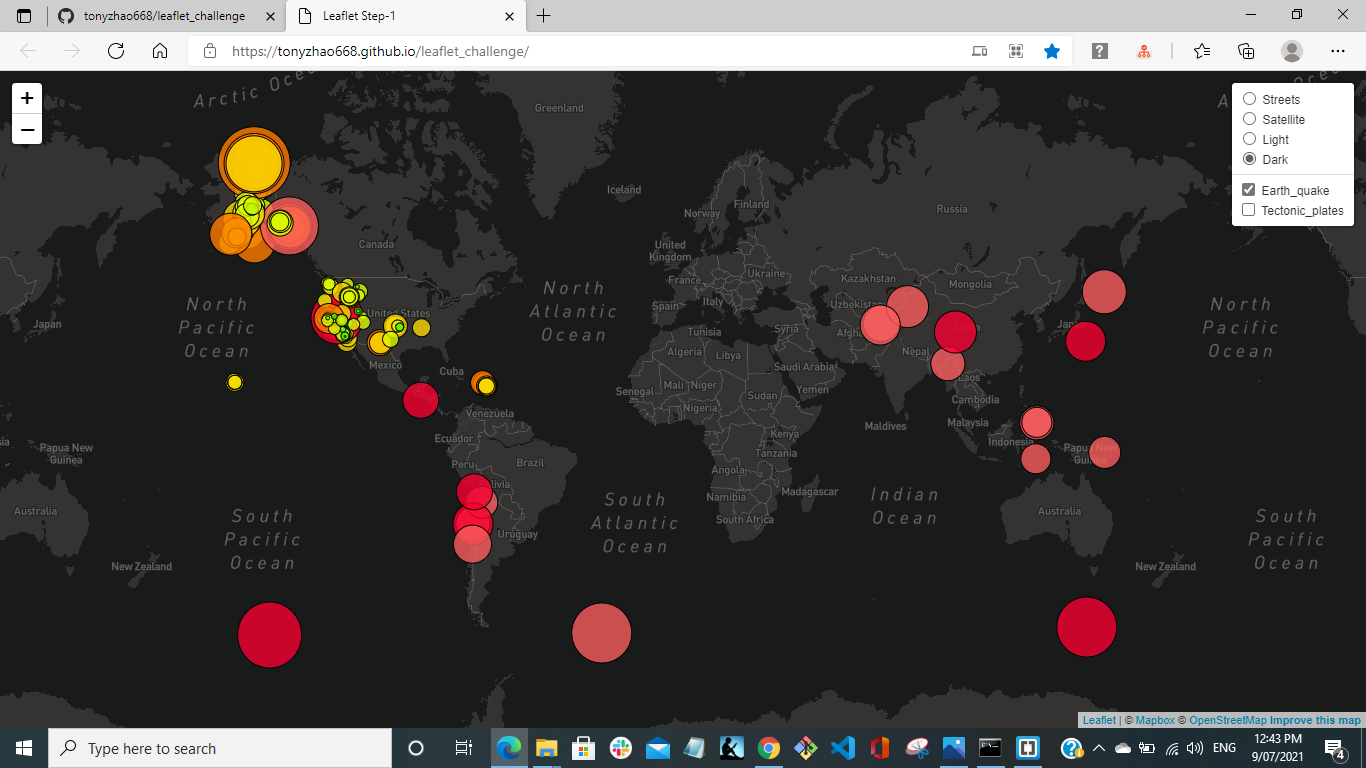 tonyzhao668/leaflet_challenge
Leaflet Step-1
https://tonyzhao668.github.io/leaflet_challenge/
+
−
Arctic Oce
Greenland
Streets
Satellite
Light
Dark
Earth_quake
Tectonic_plates
Iceland
Finland
Norway
Russia
Canada
United
Kingdom
Ukraine
France
Kazakhstan
Mongolia
North
Pacific
Ocean
North
Atlantic
Ocean
North
Pacific
Ocean
Italy
Spain
Uzbekistan
United States
Japan
Tunisia
Syria
Afgh
China
Japan
Algeria
Libya
Nepal
Mexico
Cuba
Saudi Arabia
Laos
Senegal
Mali
Niger
Sudan
Yemen
Cambodia
Venezuela
Nigeria
Maldives
Malaysia
Ecuador
Kenya
Indonesia
Papua New
Guinea
Papua New
Guinea
Tanzania
Peru
Brazil
Angola
Bolivia
Namibia
Madagascar
South
Atlantic
Ocean
Indian
Ocean
Australia
Australia
South Africa
South
Pacific
Ocean
South
Pacific
Ocean
Uruguay
New Zealand
New Zealand
Leaflet | © Mapbox © OpenStreetMap Improve this map
Type here to search
ENG
12:43 PM
9/07/2021
4